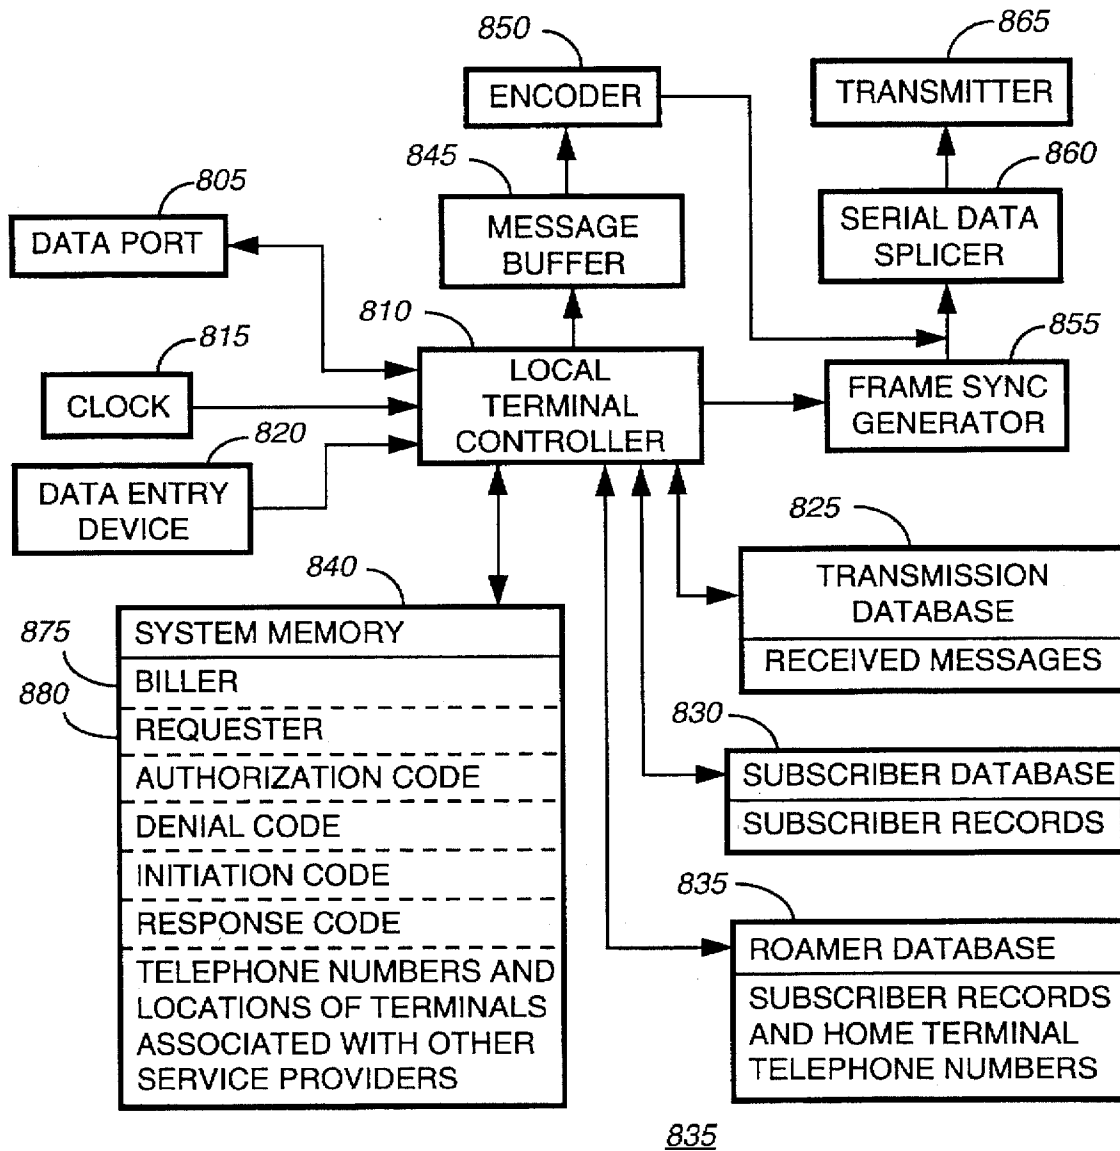 850
ENCODER
865
TRANSMITTER
845
MESSAGE
BUFFER
860
SERIAL DATA
SPLICER
805
DATA PORT
810
LOCAL
TERMINAL
CONTROLLER
855
FRAME SYNC
GENERATOR
815
CLOCK
820
DATA ENTRY
DEVICE
825
TRANSMISSION
DATABASE
RECEIVED MESSAGES
840
SYSTEM MEMORY
875
BILLER
880
REQUESTER
AUTHORIZATION CODE
DENIAL CODE
INITIATION CODE
RESPONSE CODE
TELEPHONE NUMBERS AND
LOCATIONS OF TERMINALS
ASSOCIATED WITH OTHER
SERVICE PROVIDERS
830
SUBSCRIBER DATABASE
SUBSCRIBER RECORDS
835
ROAMER DATABASE
SUBSCRIBER RECORDS
AND HOME TERMINAL
TELEPHONE NUMBERS
835